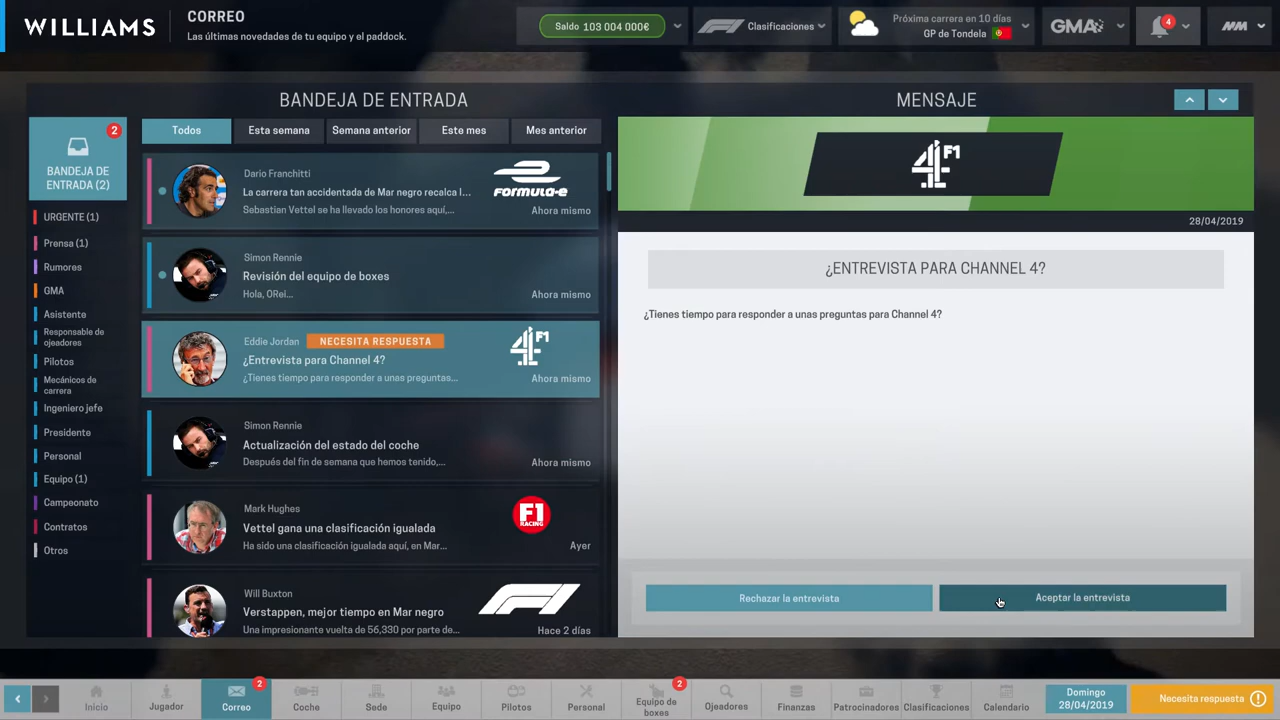 WILLIAMS
CORREO
Las últimas novedades de tu equipo y el paddock.
Saldo 103 004 000€
Clasificaciones
Próxima carrera en 10 días
GP de Tondela
GMA
4
BANDEJA DE ENTRADA
MENSAJE
2
BANDEJA DE
ENTRADA (2)
URGENTE (1)
Prensa (1)
Rumores
GMA
Asistente
Responsable de
ojeadores
Pilotos
Mecánicos de
carrera
Ingeniero jefe
Presidente
Personal
Equipo (1)
Campeonato
Contratos
Otros
Todos
Esta semana
Semana anterior
Este mes
Mes anterior
Dario Franchitti
La carrera tan accidentada de Mar negro recalca l...
Sebastian Vettel se ha llevado los honores aquí,...
FORMULA-E
Ahora mismo
Simon Rennie
Revisión del equipo de boxes
Hola, ORei...
Ahora mismo
Eddie Jordan
NECESITA RESPUESTA
¿Entrevista para Channel 4?
¿Tienes tiempo para responder a unas preguntas...
4 F1
Ahora mismo
Simon Rennie
Actualización del estado del coche
Después del fin de semana que hemos tenido,...
Ahora mismo
Mark Hughes
Vettel gana una clasificación igualada
Ha sido una clasificación igualada aquí, en Mar...
F1
RACING
Ayer
Will Buxton
Verstappen, mejor tiempo en Mar negro
Una impresionante vuelta de 56,330 por parte de...
Hace 2 días
4 F1
28/04/2019
¿ENTREVISTA PARA CHANNEL 4?
¿Tienes tiempo para responder a unas preguntas para Channel 4?
Rechazar la entrevista
Aceptar la entrevista
Inicio
Jugador
2
Correo
Coche
Sede
Equipo
Pilotos
Personal
2
Equipo de
boxes
Ojeadores
Finanzas
Patrocinadores
Clasificaciones
Calendario
Domingo
28/04/2019
Necesita respuesta